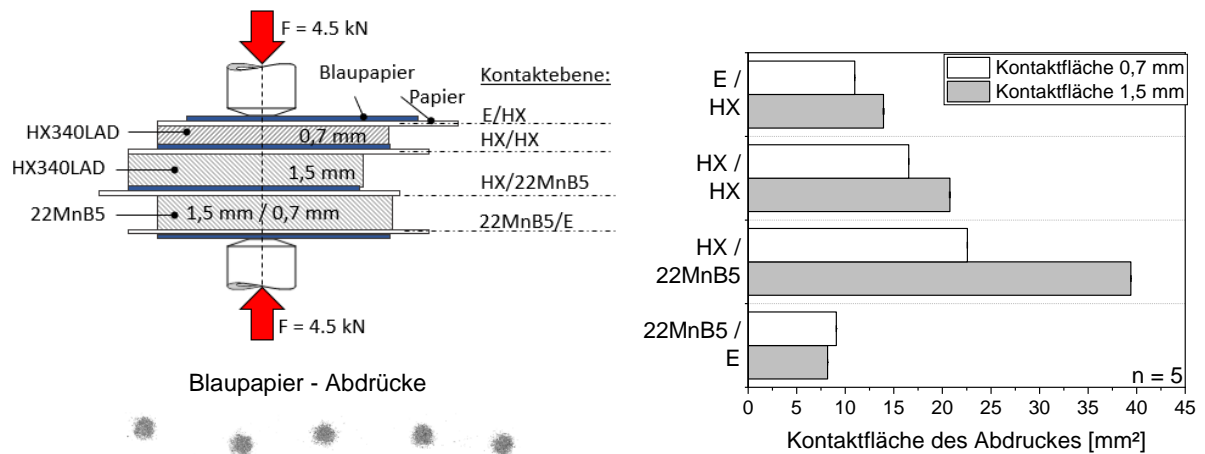 F = 4.5 kN
Blaupapier
Papier
Kontaktebene:
E/HX
HX340LAD
0,7 mm
HX/HX
HX340LAD
1,5 mm
HX/22MnB5
22MnB5
1,5 mm / 0,7 mm
22MnB5/E
F = 4.5 kN
Blaupapier - Abdrücke
Kontaktfläche 0,7 mm
Kontaktfläche 1,5 mm
E /
HX
HX /
HX
HX /
22MnB5
22MnB5 /
E
n = 5
0 5 10 15 20 25 30 35 40 45
Kontaktfläche des Abdruckes [mm²]